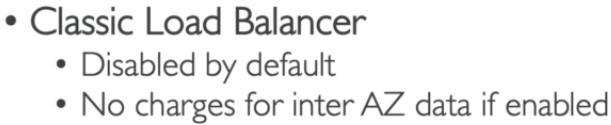 • Classic Load Balancer
• Disabled by default
• No charges for inter AZ data if enabled